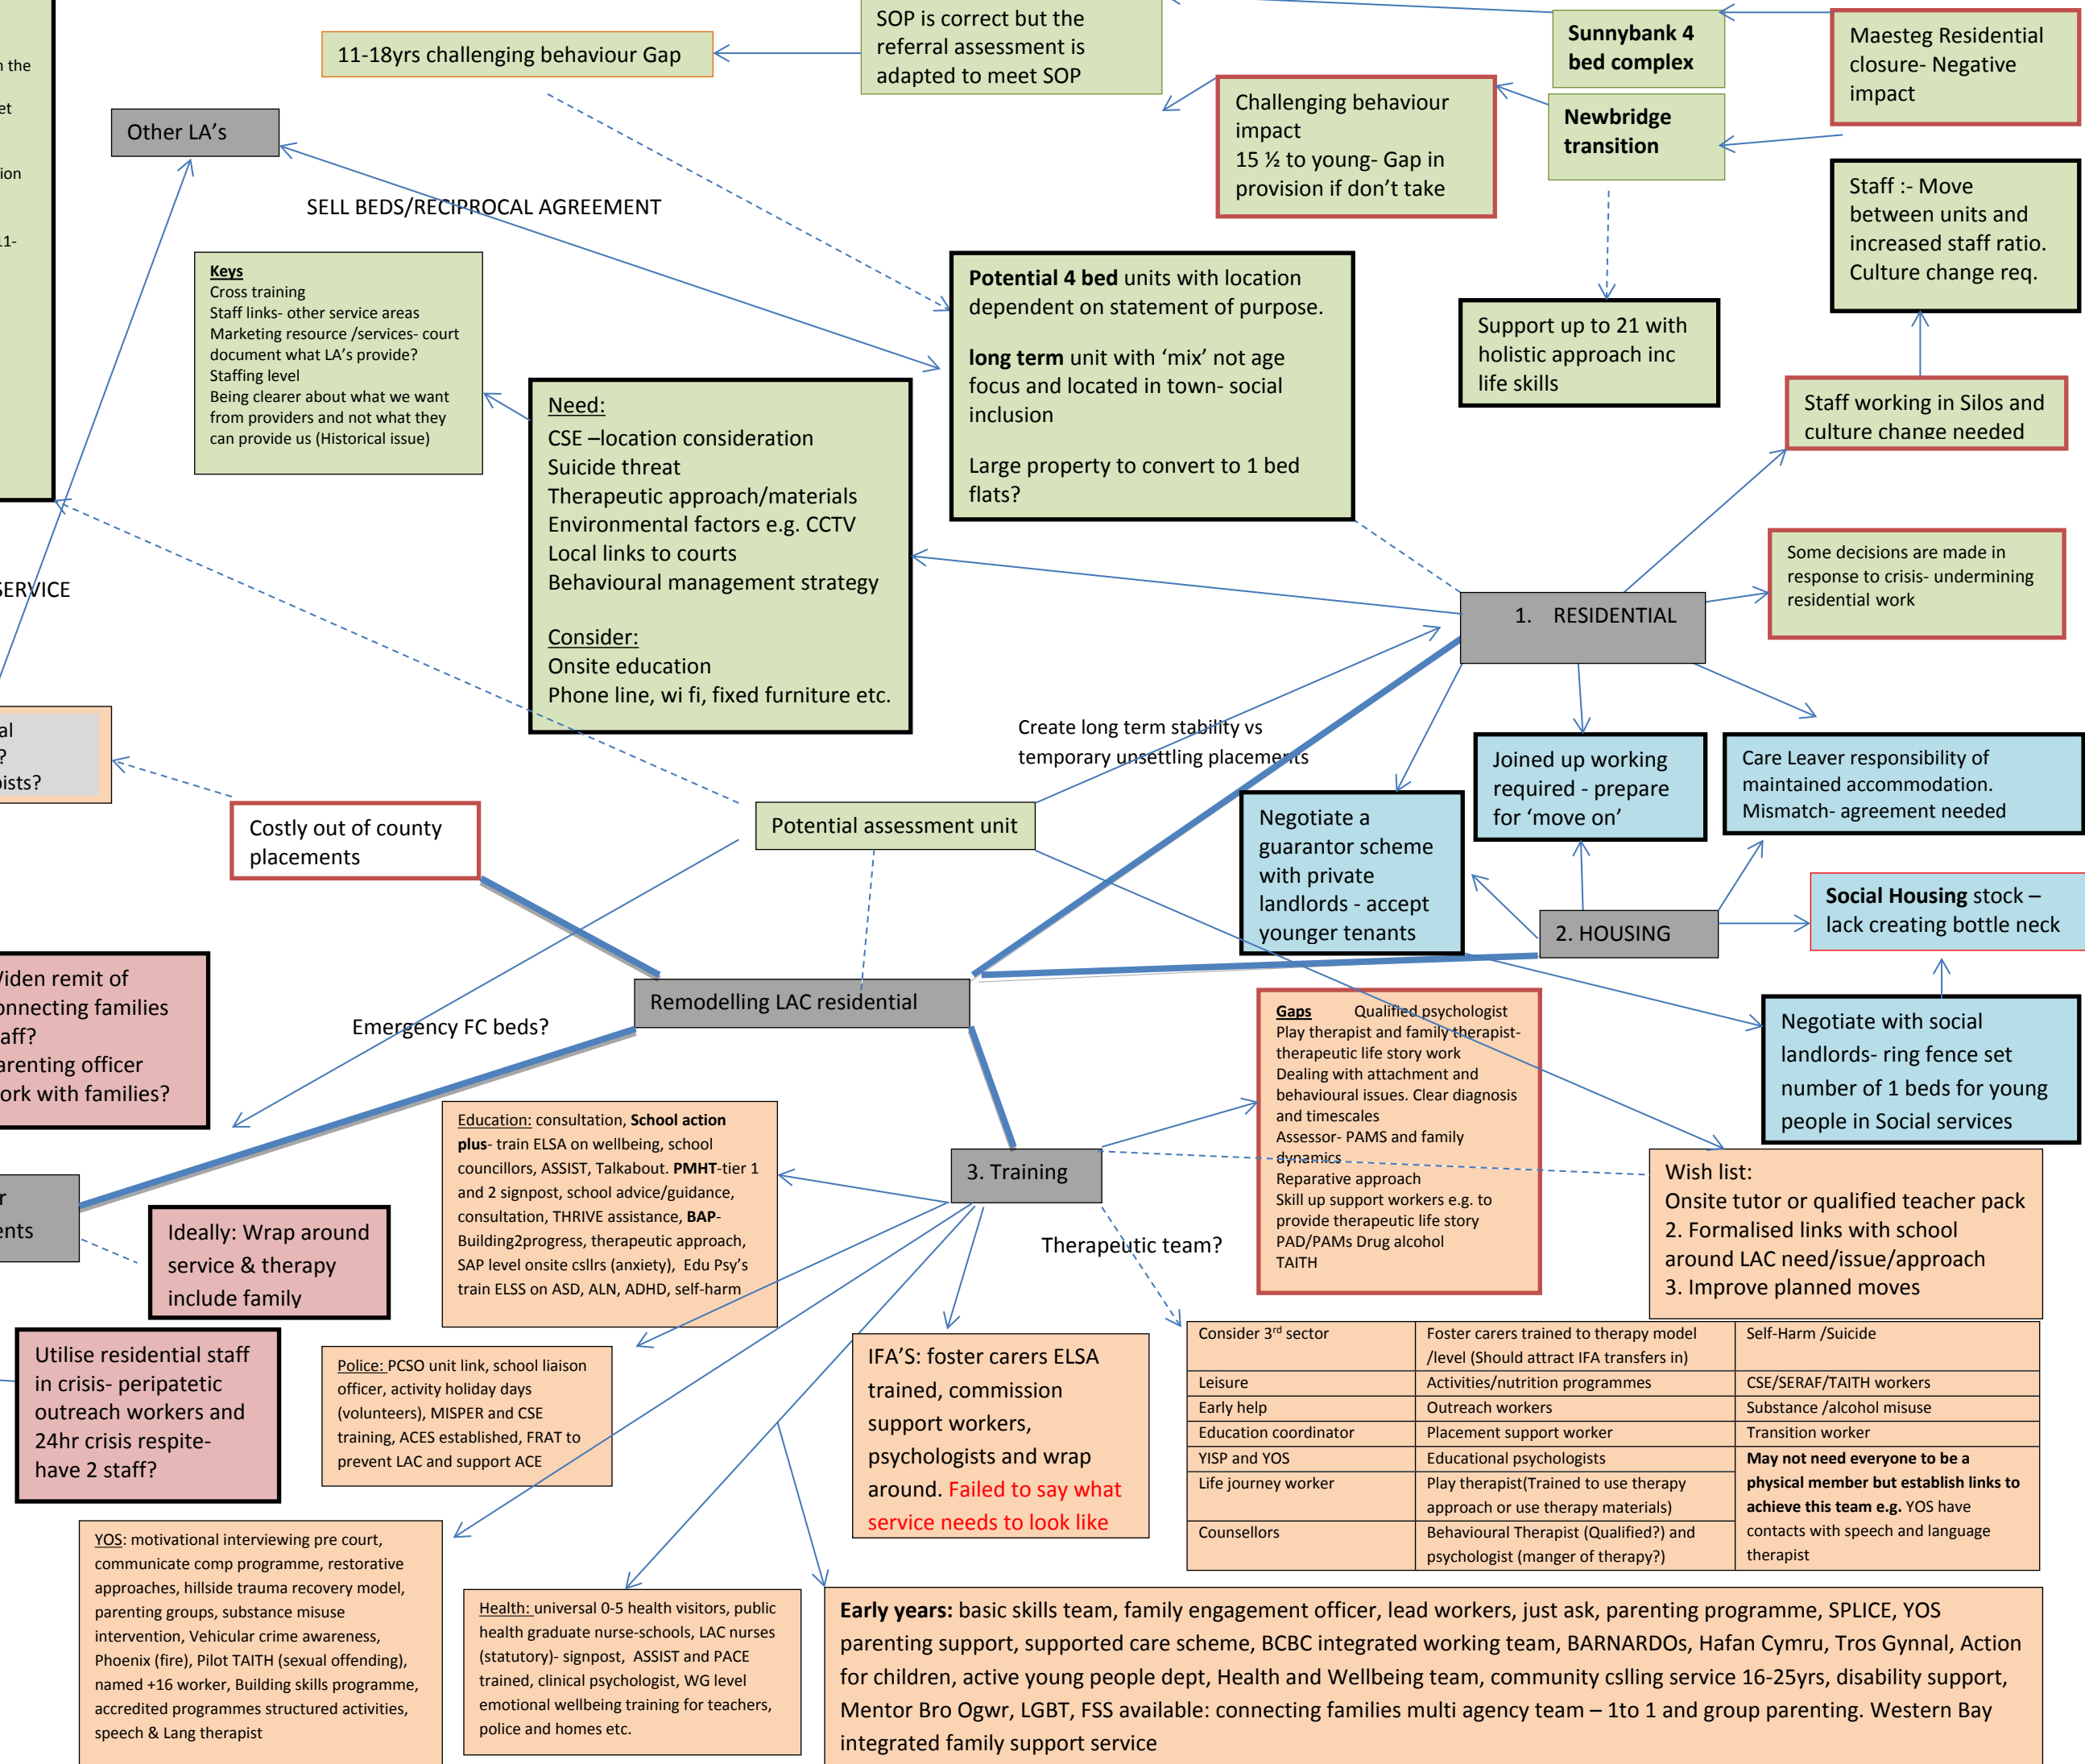 n the
et
ion
11-
SOP is correct but the
referral assessment is
adapted to meet SOP
11-18yrs challenging behaviour Gap
Sunnybank 4
bed complex
Maesteg Residential
closure- Negative
impact
Other LA's
Challenging behaviour
impact
15 ½ to young- Gap in
provision if don't take
Newbridge
transition
Staff :- Move
between units and
increased staff ratio.
Culture change req.
SELL BEDS/RECIPROCAL AGREEMENT
Keys
Cross training
Staff links- other service areas
Marketing resource /services- court
document what LA's provide?
Staffing level
Being clearer about what we want
from providers and not what they
can provide us (Historical issue)
Potential 4 bed units with location
dependent on statement of purpose.
long term unit with 'mix' not age
focus and located in town- social
inclusion
Large property to convert to 1 bed
flats?
Support up to 21 with
holistic approach inc
life skills
Staff working in Silos and
culture change needed
Need:
CSE –location consideration
Suicide threat
Therapeutic approach/materials
Environmental factors e.g. CCTV
Local links to courts
Behavioural management strategy
Consider:
Onsite education
Phone line, wi fi, fixed furniture etc.
Some decisions are made in
response to crisis- undermining
residential work
SERVICE
1. RESIDENTIAL
al
?
pists?
Create long term stability vs
temporary unsettling placements
Joined up working
required - prepare
for 'move on'
Care Leaver responsibility of
maintained accommodation.
Mismatch- agreement needed
Costly out of county
placements
Potential assessment unit
Negotiate a
guarantor scheme
with private
landlords - accept
younger tenants
Social Housing stock –
lack creating bottle neck
2. HOUSING
Widen remit of
onnecting families
aff?
arenting officer
ork with families?
Remodelling LAC residential
Emergency FC beds?
Gaps Qualified psychologist
Play therapist and family therapist-
therapeutic life story work
Dealing with attachment and
behavioural issues. Clear diagnosis
and timescales
Assessor- PAMS and family
dynamics
Reparative approach
Skill up support workers e.g. to
provide therapeutic life story
PAD/PAMs Drug alcohol
TAITH
Negotiate with social
landlords- ring fence set
number of 1 beds for young
people in Social services
Education: consultation, School action
plus- train ELSA on wellbeing, school
councillors, ASSIST, Talkabout. PMHT-tier 1
and 2 signpost, school advice/guidance,
consultation, THRIVE assistance, BAP-
Building2progress, therapeutic approach,
SAP level onsite csllrs (anxiety), Edu Psy's
train ELSS on ASD, ALN, ADHD, self-harm
3. Training
Wish list:
Onsite tutor or qualified teacher pack
2. Formalised links with school
around LAC need/issue/approach
3. Improve planned moves
r
ents
Ideally: Wrap around
service & therapy
include family
Therapeutic team?
Utilise residential staff
in crisis- peripatetic
outreach workers and
24hr crisis respite-
have 2 staff?
Police: PCSO unit link, school liaison
officer, activity holiday days
(volunteers), MISPER and CSE
training, ACES established, FRAT to
prevent LAC and support ACE
IFA'S: foster carers ELSA
trained, commission
support workers,
psychologists and wrap
around. Failed to say what
service needs to look like
Consider 3rd sector
Foster carers trained to therapy model
/level (Should attract IFA transfers in)
Self-Harm /Suicide
Leisure
Activities/nutrition programmes
CSE/SERAF/TAITH workers
Early help
Outreach workers
Substance /alcohol misuse
Education coordinator
Placement support worker
Transition worker
YISP and YOS
Educational psychologists
May not need everyone to be a
physical member but establish links to
achieve this team e.g. YOS have
contacts with speech and language
therapist
Life journey worker
Play therapist(Trained to use therapy
approach or use therapy materials)
Counsellors
Behavioural Therapist (Qualified?) and
psychologist (manger of therapy?)
YOS: motivational interviewing pre court,
communicate comp programme, restorative
approaches, hillside trauma recovery model,
parenting groups, substance misuse
intervention, Vehicular crime awareness,
Phoenix (fire), Pilot TAITH (sexual offending),
named +16 worker, Building skills programme,
accredited programmes structured activities,
speech & Lang therapist
Health: universal 0-5 health visitors, public
health graduate nurse-schools, LAC nurses
(statutory)- signpost, ASSIST and PACE
trained, clinical psychologist, WG level
emotional wellbeing training for teachers,
police and homes etc.
Early years: basic skills team, family engagement officer, lead workers, just ask, parenting programme, SPLICE, YOS
parenting support, supported care scheme, BCBC integrated working team, BARNARDOs, Hafan Cymru, Tros Gynnal, Action
for children, active young people dept, Health and Wellbeing team, community cslling service 16-25yrs, disability support,
Mentor Bro Ogwr, LGBT, FSS available: connecting families multi agency team – 1to 1 and group parenting. Western Bay
integrated family support service